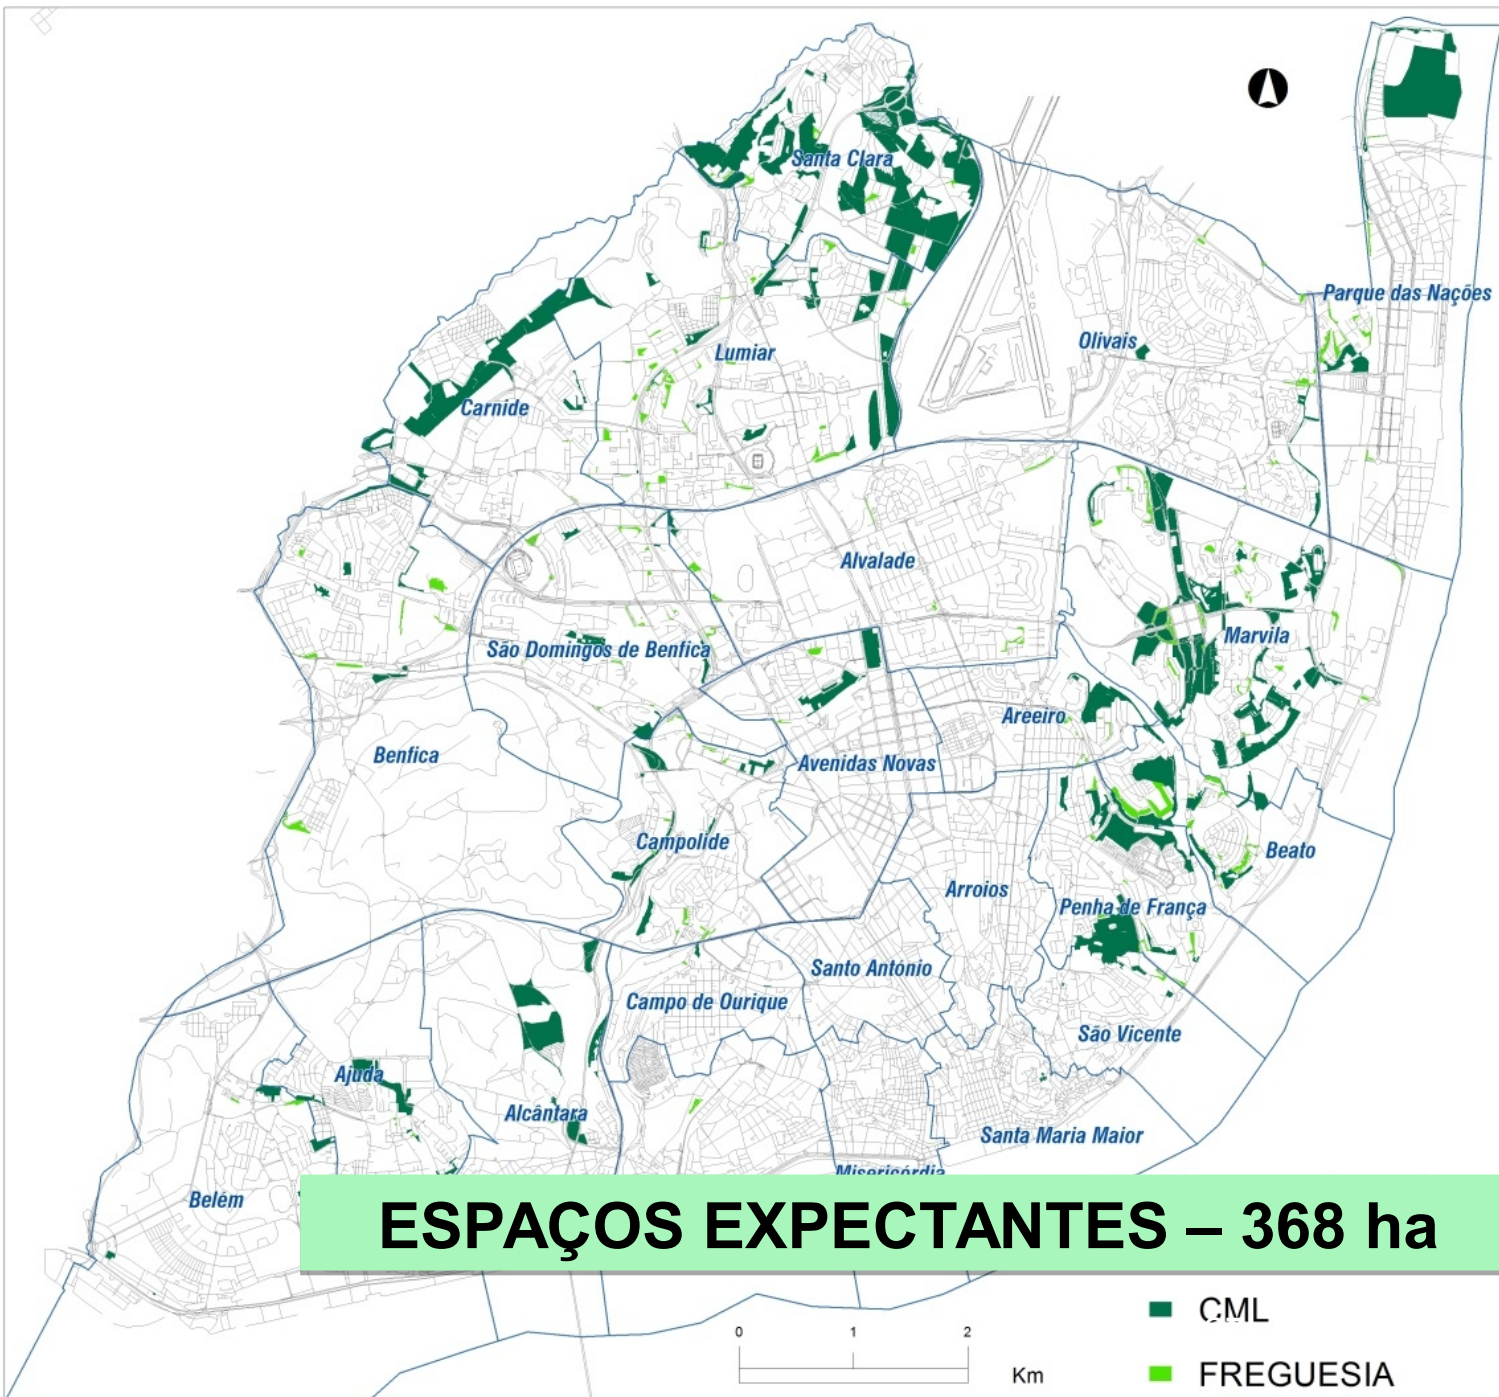 Santa Clara
Parque das Nações
Olivais
Lumiar
Carnide
Alvalade
Marvila
São Domingos de Benfica
Areeiro
Benfica
Avenidas Novas
Campolide
Beato
Arroios
Penha de França
Santo António
Campo de Ourique
São Vicente
Ajuda
Alcântara
Santa Maria Maior
Misericórdia
Belém
ESPAÇOS EXPECTANTES – 368 ha
CML
0 1 2
Km
FREGUESIA